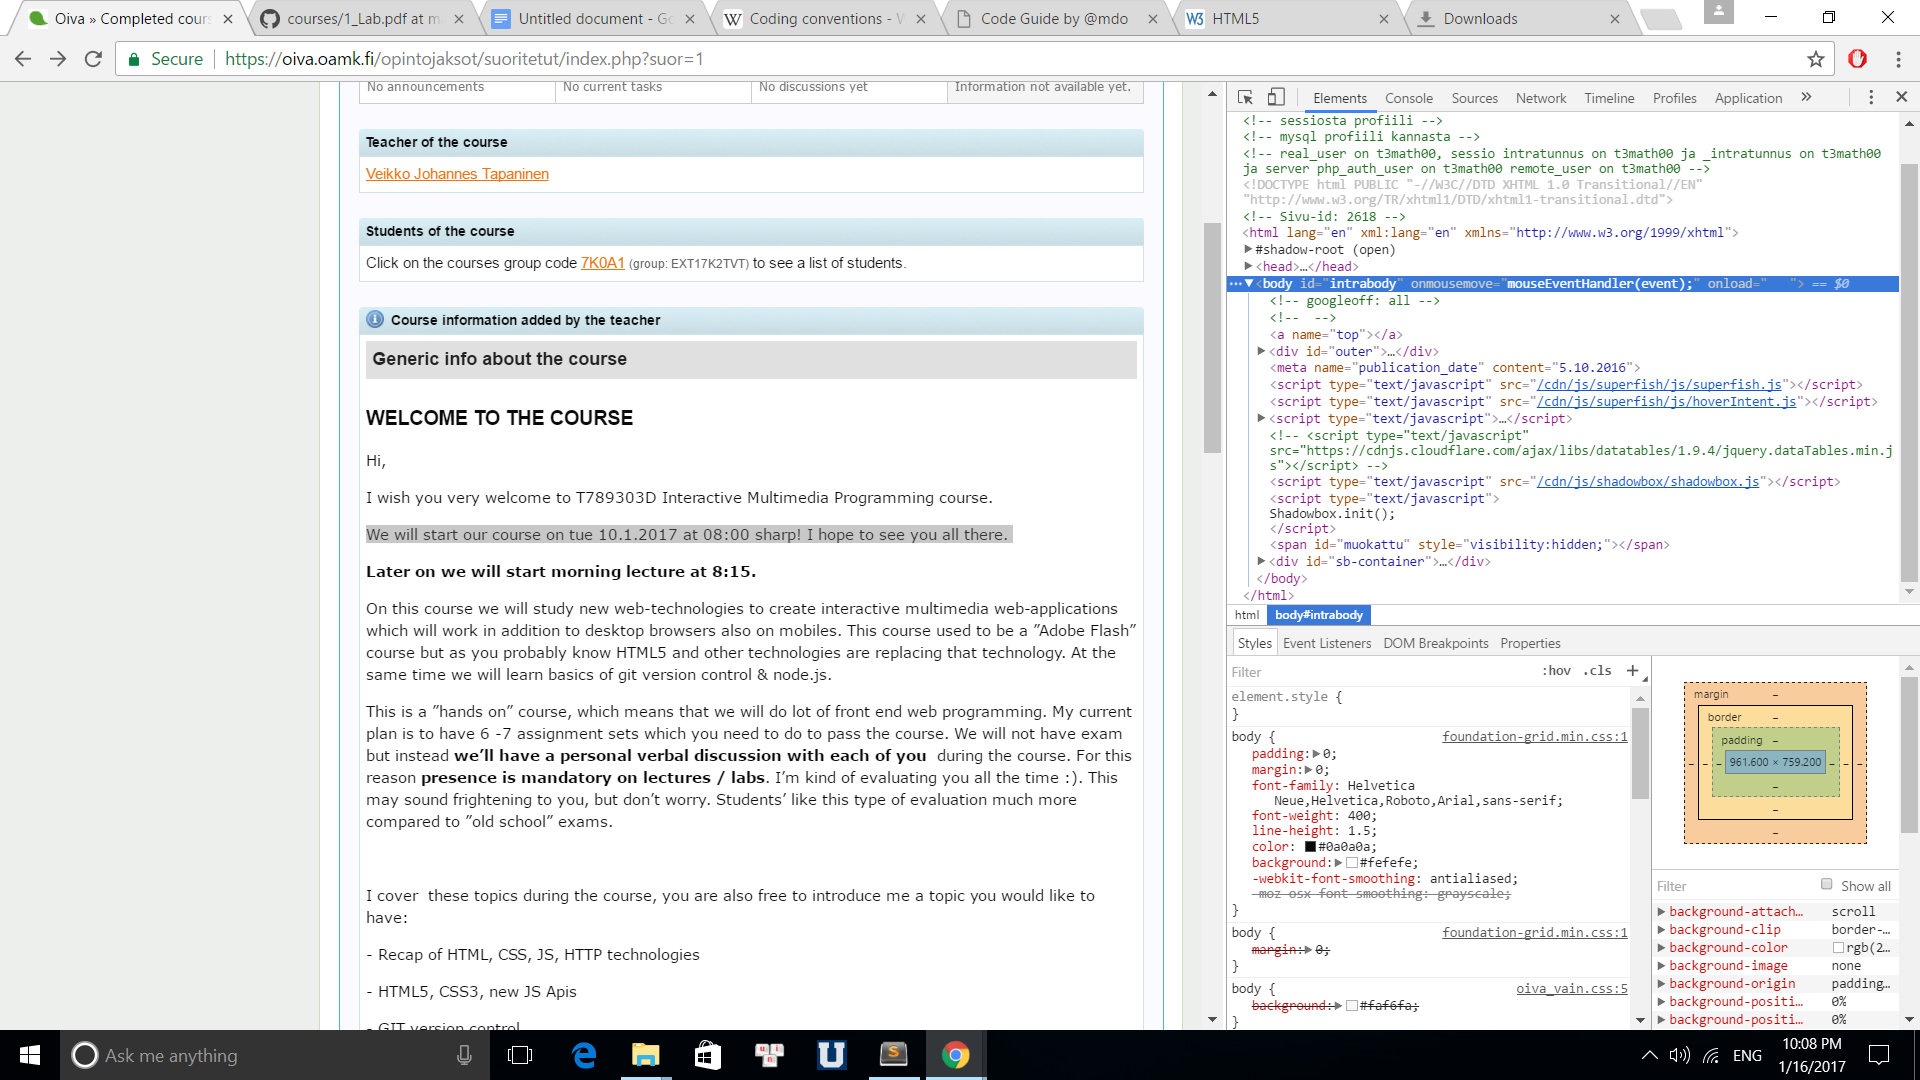 Oiva » Completed cours
courses/1_Lab.pdf at m
Untitled document - Go
Coding conventions - W
Code Guide by @mdo
HTML5
Downloads
Secure
https://oiva.oamk.fi/opintojaksot/suoritetut/index.php?suor=1
No announcements
No current tasks
No discussions yet
Information not available yet.
Teacher of the course
Veikko Johannes Tapaninen
Students of the course
Click on the courses group code 7K0A1 (group: EXT17K2TVT) to see a list of students.
Course information added by the teacher
Generic info about the course
WELCOME TO THE COURSE
Hi,
I wish you very welcome to T789303D Interactive Multimedia Programming course.
We will start our course on tue 10.1.2017 at 08:00 sharp! I hope to see you all there.
Later on we will start morning lecture at 8:15.
On this course we will study new web-technologies to create interactive multimedia web-applications
which will work in addition to desktop browsers also on mobiles. This course used to be a ”Adobe Flash”
course but as you probably know HTML5 and other technologies are replacing that technology. At the
same time we will learn basics of git version control & node.js.
This is a ”hands on” course, which means that we will do lot of front end web programming. My current
plan is to have 6 -7 assignment sets which you need to do to pass the course. We will not have exam
but instead we’ll have a personal verbal discussion with each of you  during the course. For this
reason presence is mandatory on lectures / labs. I’m kind of evaluating you all the time :). This
may sound frightening to you, but don’t worry. Students’ like this type of evaluation much more
compared to ”old school” exams.
I cover  these topics during the course, you are also free to introduce me a topic you would like to
have:
- Recap of HTML, CSS, JS, HTTP technologies
- HTML5, CSS3, new JS Apis
- GIT version control
Elements Console Sources Network Timeline Profiles Application »
<!-- sessiosta profiili -->
<!-- mysql profiili kannasta -->
<!-- real_user on t3math00, sessio intratunnus on t3math00 ja _intratunnus on t3math00
ja server php_auth_user on t3math00 remote_user on t3math00 -->
<!DOCTYPE html PUBLIC "-//W3C//DTD XHTML 1.0 Transitional//EN"
"http://www.w3.org/TR/xhtml1/DTD/xhtml1-transitional.dtd">
<!-- Sivu-id: 2618 -->
<html lang="en" xml:lang="en" xmlns="http://www.w3.org/1999/xhtml">
#shadow-root (open)
<head>…</head>
<body id="intrabody" onmousemove="mouseEventHandler(event);" onload="   "> == $0
<!-- googleoff: all -->
<!--  -->
<a name="top"></a>
<div id="outer">…</div>
<meta name="publication_date" content="5.10.2016">
<script type="text/javascript" src="/cdn/js/superfish/js/superfish.js"></script>
<script type="text/javascript" src="/cdn/js/superfish/js/hoverIntent.js"></script>
<script type="text/javascript">…</script>
<!-- <script type="text/javascript"
src="https://cdnjs.cloudflare.com/ajax/libs/datatables/1.9.4/jquery.dataTables.min.j
s"></script> -->
<script type="text/javascript" src="/cdn/js/shadowbox/shadowbox.js"></script>
<script type="text/javascript">
Shadowbox.init();
</script>
<span id="muokattu" style="visibility:hidden;"></span>
<div id="sb-container">…</div>
</body>
</html>
html body#intrabody
Styles Event Listeners DOM Breakpoints Properties
Filter :hov .cls +
element.style {
}
body { foundation-grid.min.css:1
padding: 0;
margin: 0;
font-family: Helvetica
Neue,Helvetica,Roboto,Arial,sans-serif;
font-weight: 400;
line-height: 1.5;
color: #0a0a0a;
background: #fefefe;
-webkit-font-smoothing: antialiased;
-moz-osx-font-smoothing: grayscale;
}
body { foundation-grid.min.css:1
margin: 0;
}
body { oiva_vain.css:5
background: #faf6fa;
}
margin –
border –
padding –
961.600 × 759.200
Filter Show all
background-attach… scroll
background-clip border-…
background-color rgb(2…
background-image none
background-origin padding…
background-positi… 0%
background-positi… 0%
Ask me anything
ENG
10:08 PM
1/16/2017